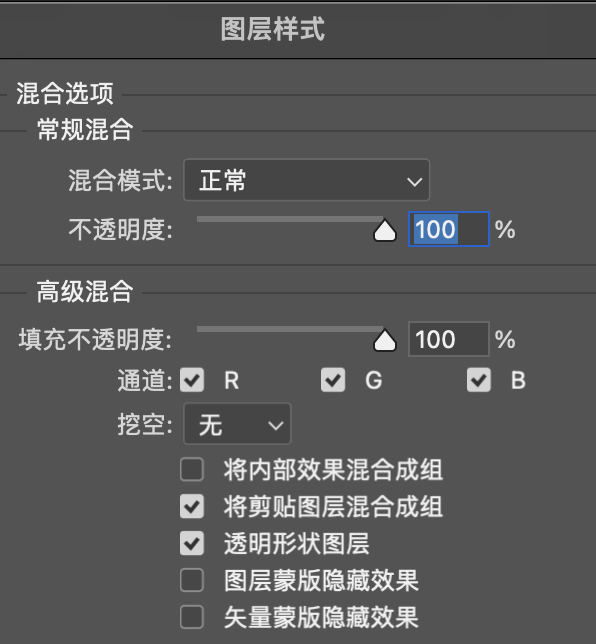 图层样式
混合选项
常规混合
混合模式: 正常
不透明度: 100 %
高级混合
填充不透明度: 100 %
通道: R G B
挖空: 无
将内部效果混合成组
将剪贴图层混合成组
透明形状图层
图层蒙版隐藏效果
矢量蒙版隐藏效果